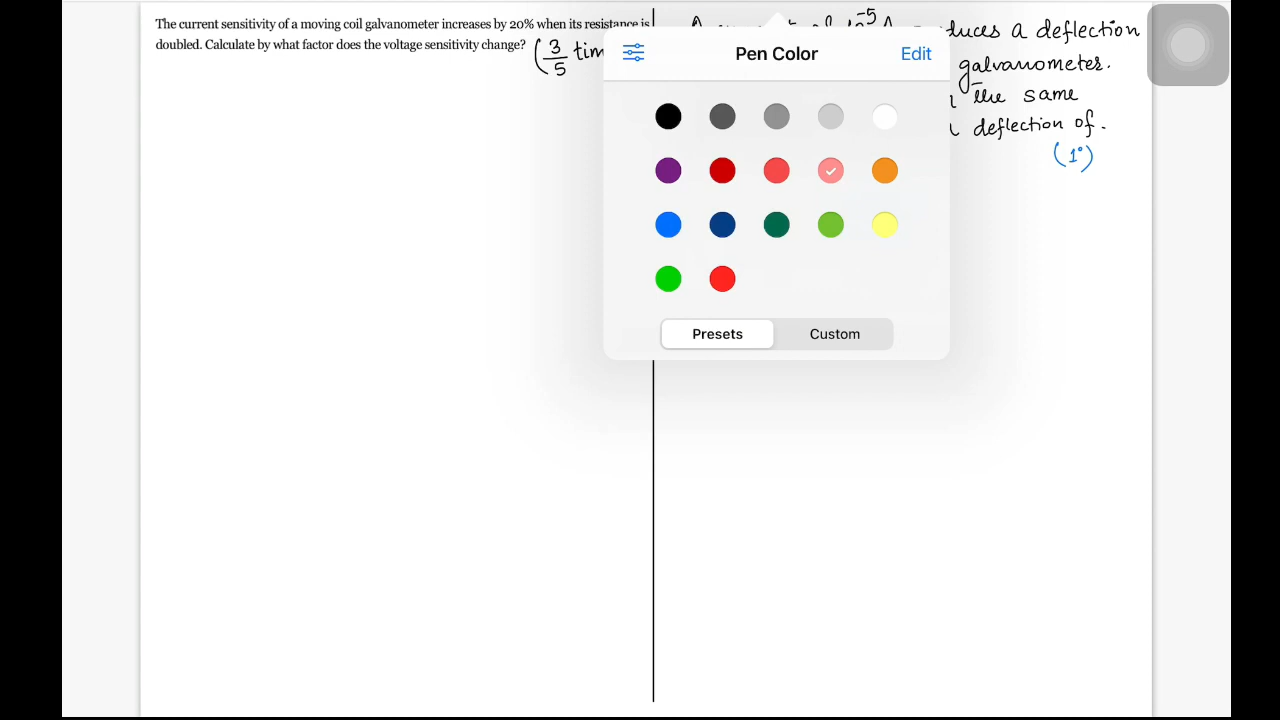 The current sensitivity of a moving coil galvanometer increases by 20% when its resistance is
doubled. Calculate by what factor does the voltage sensitivity change? (3/5 tim
10⁻⁵ A duces a deflection
galvanometer.
the same
deflection of.
(1°)
Pen Color
Edit
Presets
Custom